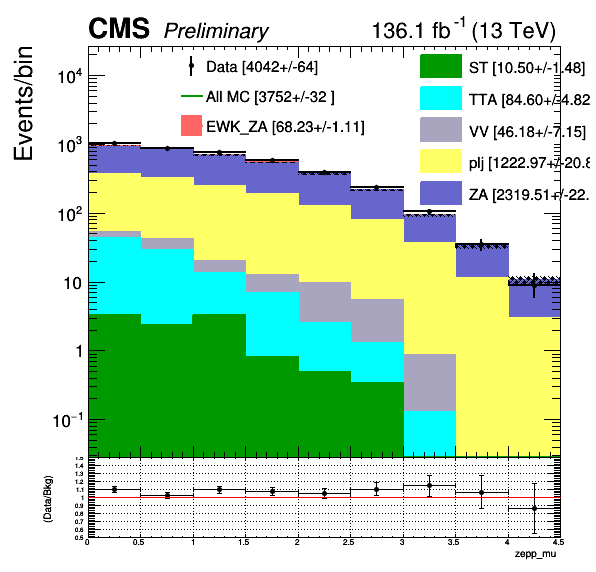 CMS Preliminary 136.1 fb⁻¹ (13 TeV)
Events/bin
Data [4042+/-64]
All MC [3752+/-32 ]
EWK_ZA [68.23+/-1.11]
ST [10.50+/-1.48]
TTA [84.60+/-4.82
VV [46.18+/-7.15]
plj [1222.97+/-20.8
ZA [2319.51+/-22.
10⁴
10³
10²
10
1
10⁻¹
(Data/Bkg)
1.5
1.4
1.3
1.2
1.1
1
0.9
0.8
0.7
0.6
0.5
0 0.5 1 1.5 2 2.5 3 3.5 4 4.5
zepp_mu